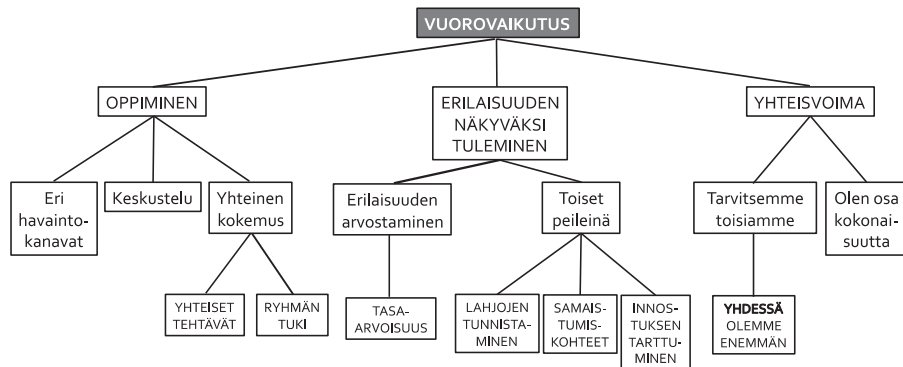 VUOROVAIKUTUS
OPPIMINEN
ERILAISUUDEN
NÄKYVÄKSI
TULEMINEN
YHTEISVOIMA
Eri
havainto-
kanavat
Keskustelu
Yhteinen
kokemus
Erilaisuuden
arvostaminen
Toiset
peileinä
Tarvitsemme
toisiamme
Olen osa
kokonai-
suutta
YHTEISET
TEHTÄVÄT
RYHMÄN
TUKI
TASA-
ARVOISUUS
LAHJOJEN
TUNNISTA-
MINEN
SAMAIS-
TUMIS-
KOHTEET
INNOS-
TUKSEN
TARTTU-
MINEN
YHDESSÄ
OLEMME
ENEMMÄN